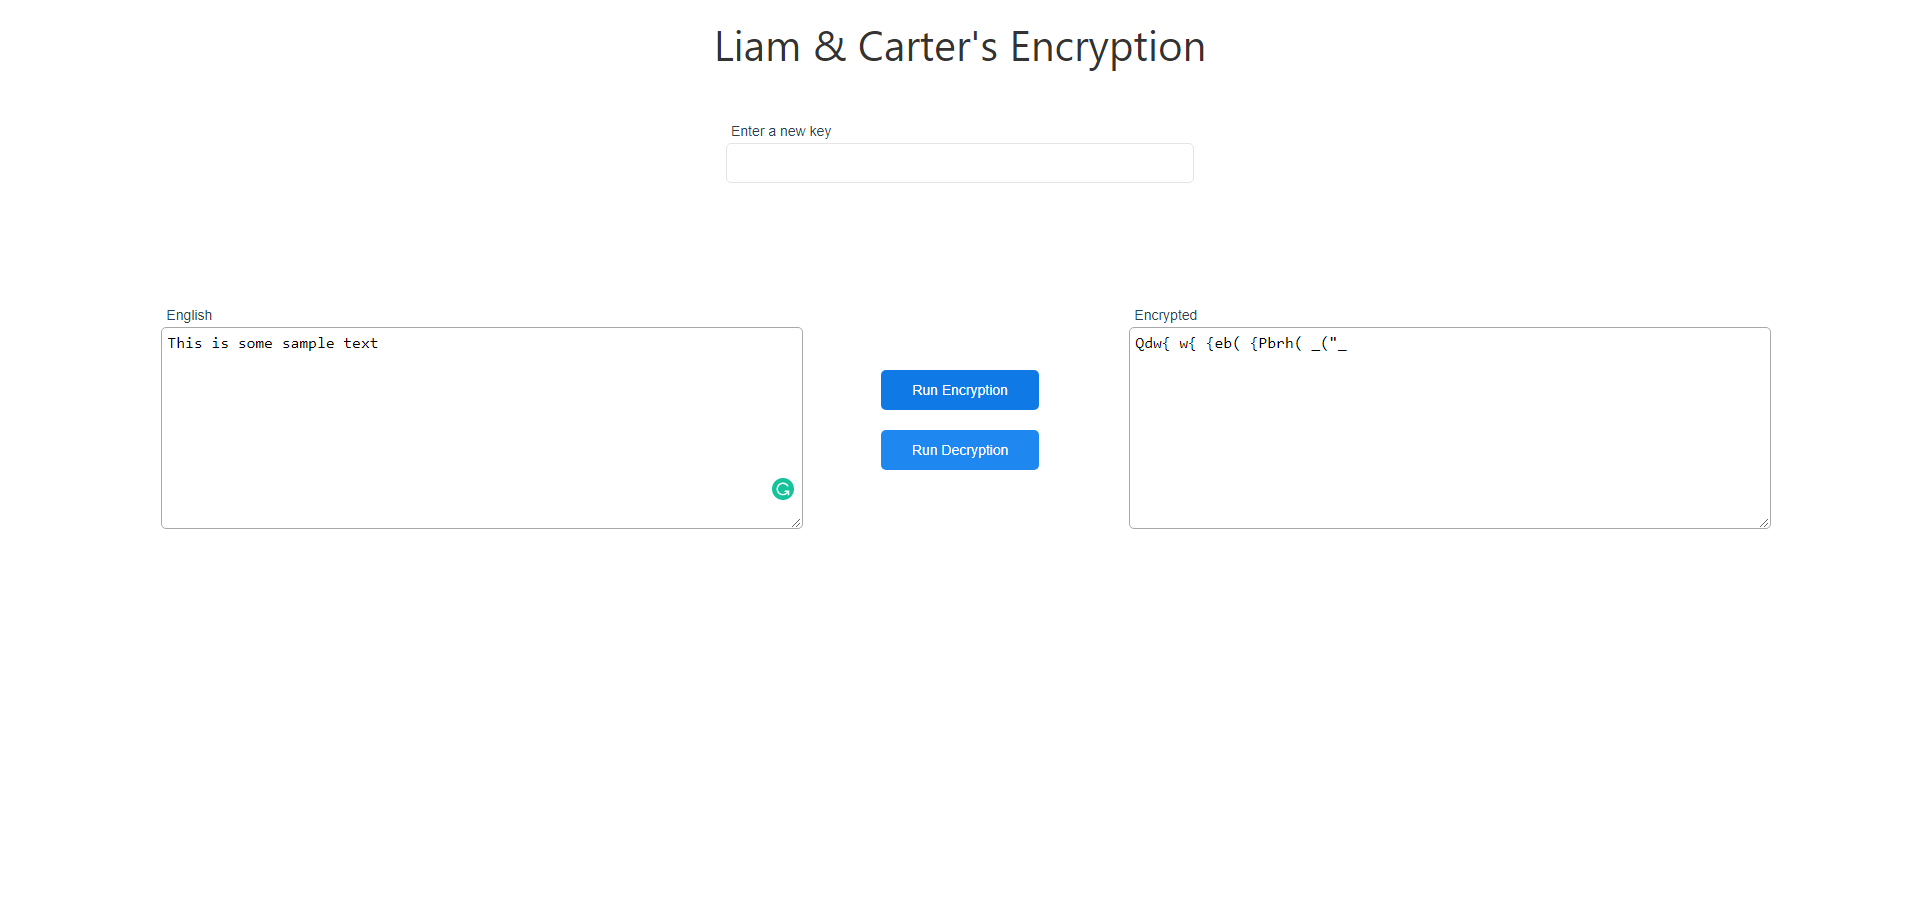 Liam & Carter's Encryption
Enter a new key
English
This is some sample text
Run Encryption
Run Decryption
Encrypted
Qdw{ w{ {eb( {Pbrh( _("_